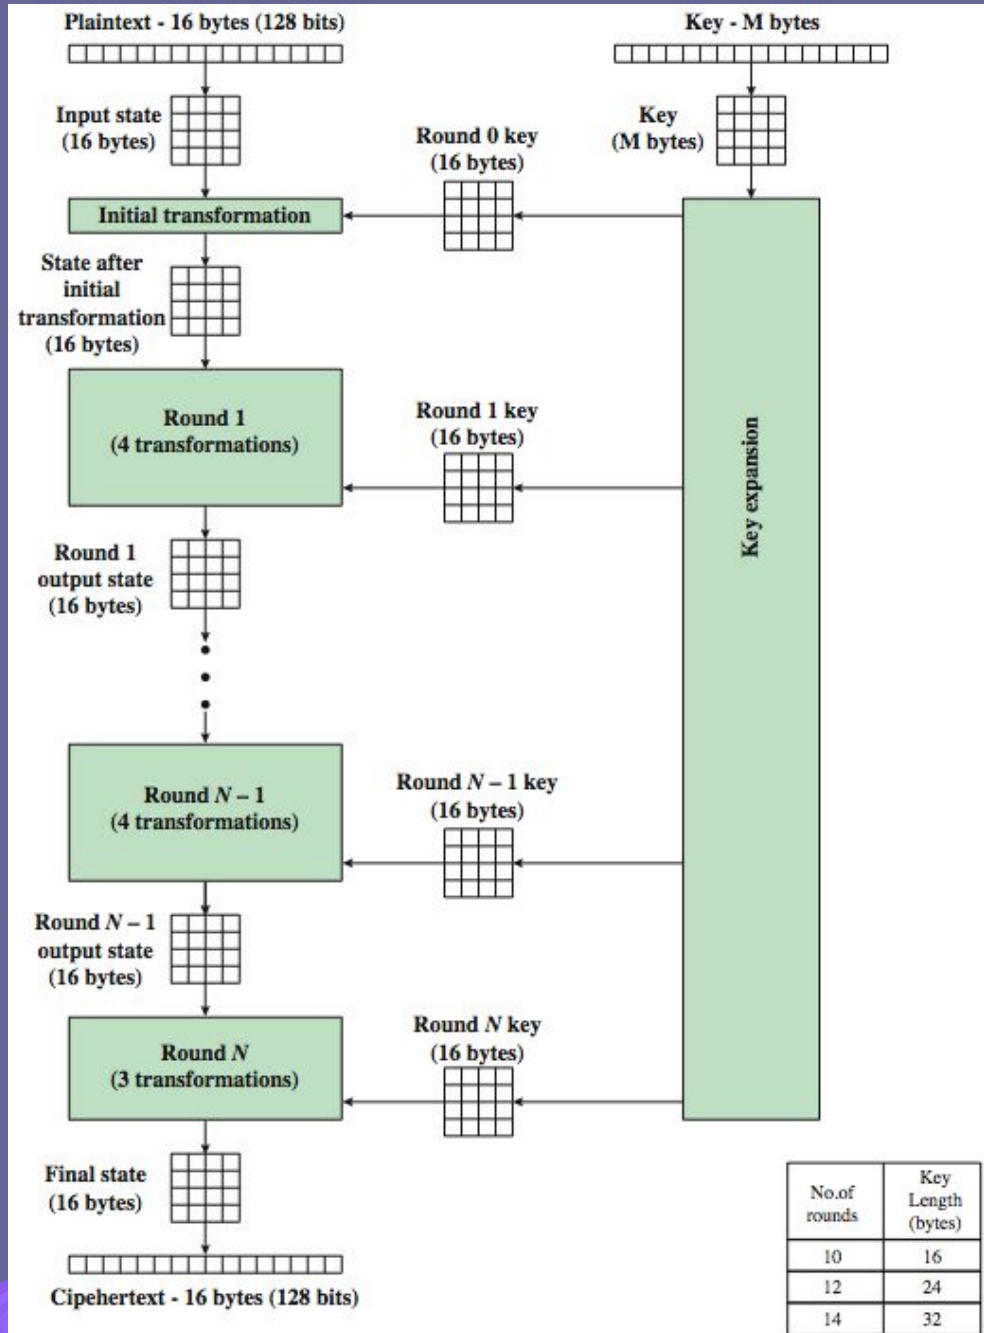 Plaintext - 16 bytes (128 bits)
Key - M bytes
Input state
(16 bytes)
Key
(M bytes)
Round 0 key
(16 bytes)
Initial transformation
State after
initial
transformation
(16 bytes)
Round 1
(4 transformations)
Round 1 key
(16 bytes)
Key expansion
Round 1
output state
(16 bytes)
Round N – 1
(4 transformations)
Round N – 1 key
(16 bytes)
Round N – 1
output state
(16 bytes)
Round N
(3 transformations)
Round N key
(16 bytes)
Final state
(16 bytes)
Cipehertext - 16 bytes (128 bits)
No.of
rounds
Key
Length
(bytes)
10 16
12 24
14 32